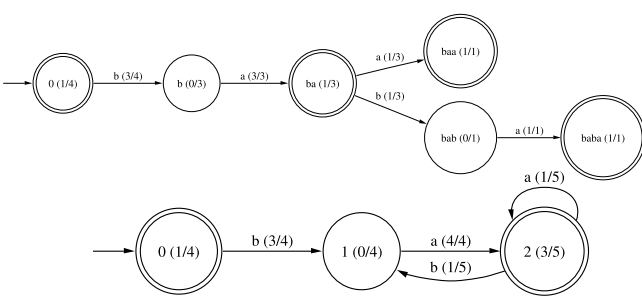 a (1/3)
baa (1/1)
0 (1/4) b (3/4) b (0/3) a (3/3) ba (1/3)
b (1/3)
bab (0/1) a (1/1) baba (1/1)
a (1/5)
0 (1/4) b (3/4) 1 (0/4) a (4/4) 2 (3/5)
b (1/5)